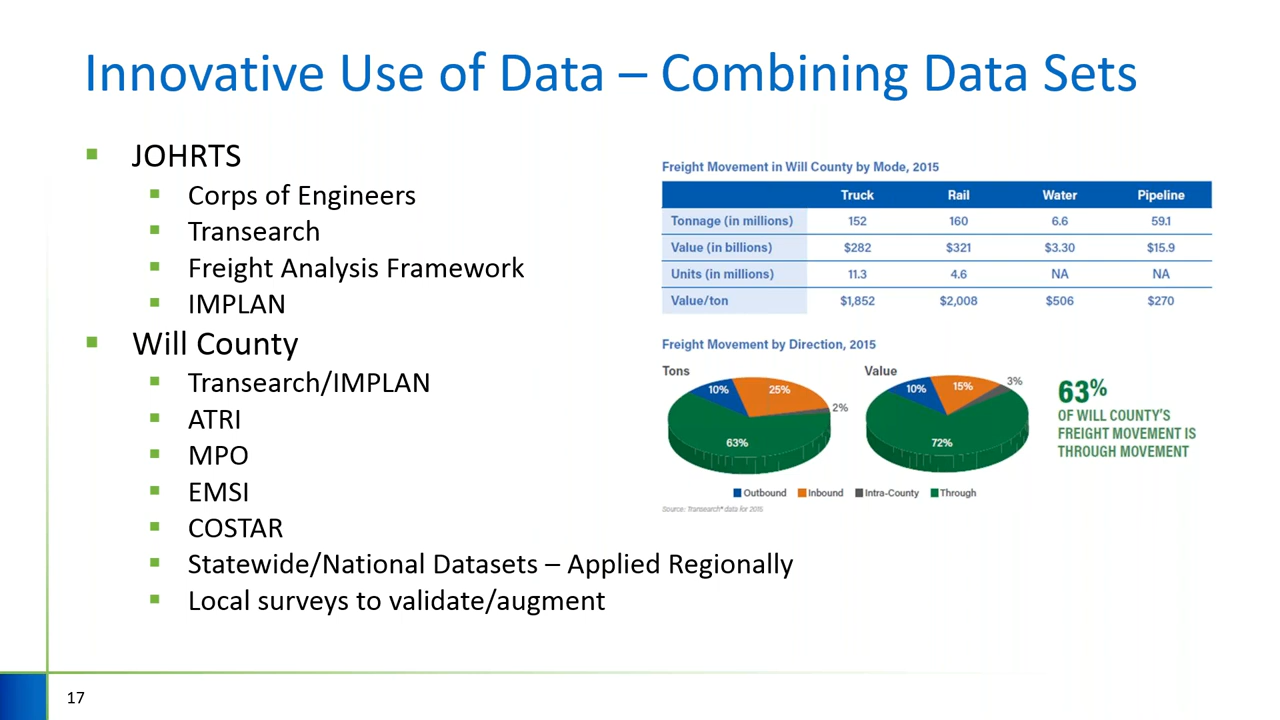 Innovative Use of Data – Combining Data Sets
JOHRTS
Corps of Engineers
Transearch
Freight Analysis Framework
IMPLAN
Will County
Transearch/IMPLAN
ATRI
MPO
EMSI
COSTAR
Statewide/National Datasets – Applied Regionally
Local surveys to validate/augment
Freight Movement in Will County by Mode, 2015
Truck Rail Water Pipeline
Tonnage (in millions) 152 160 6.6 59.1
Value (in billions) $282 $321 $3.30 $15.9
Units (in millions) 11.3 4.6 NA NA
Value/ton $1,852 $2,008 $506 $270
Freight Movement by Direction, 2015
Tons
10% 25%
2%
63%
Value
10% 15% 3%
72%
63%
OF WILL COUNTY'S
FREIGHT MOVEMENT IS
THROUGH MOVEMENT
Outbound Inbound Intra-County Through
Source: Transearch® data for 2015
17